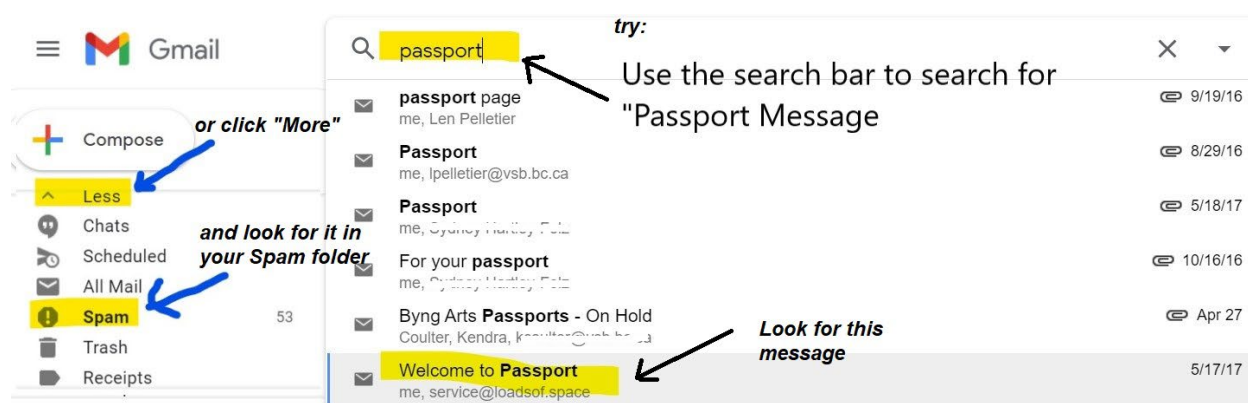 try:
Gmail
passport
Use the search bar to search for
"Passport Message
or click "More"
Compose
Less
Chats
and look for it in
your Spam folder
Scheduled
All Mail
Spam 53
Trash
Receipts
passport page 9/19/16
me, Len Pelletier
Passport 8/29/16
me, lpelletier@vsb.bc.ca
Passport 5/18/17
me,
For your passport 10/16/16
me,
Byng Arts Passports - On Hold Apr 27
Coulter, Kendra,
Look for this
message
Welcome to Passport 5/17/17
me, service@loadsof.space